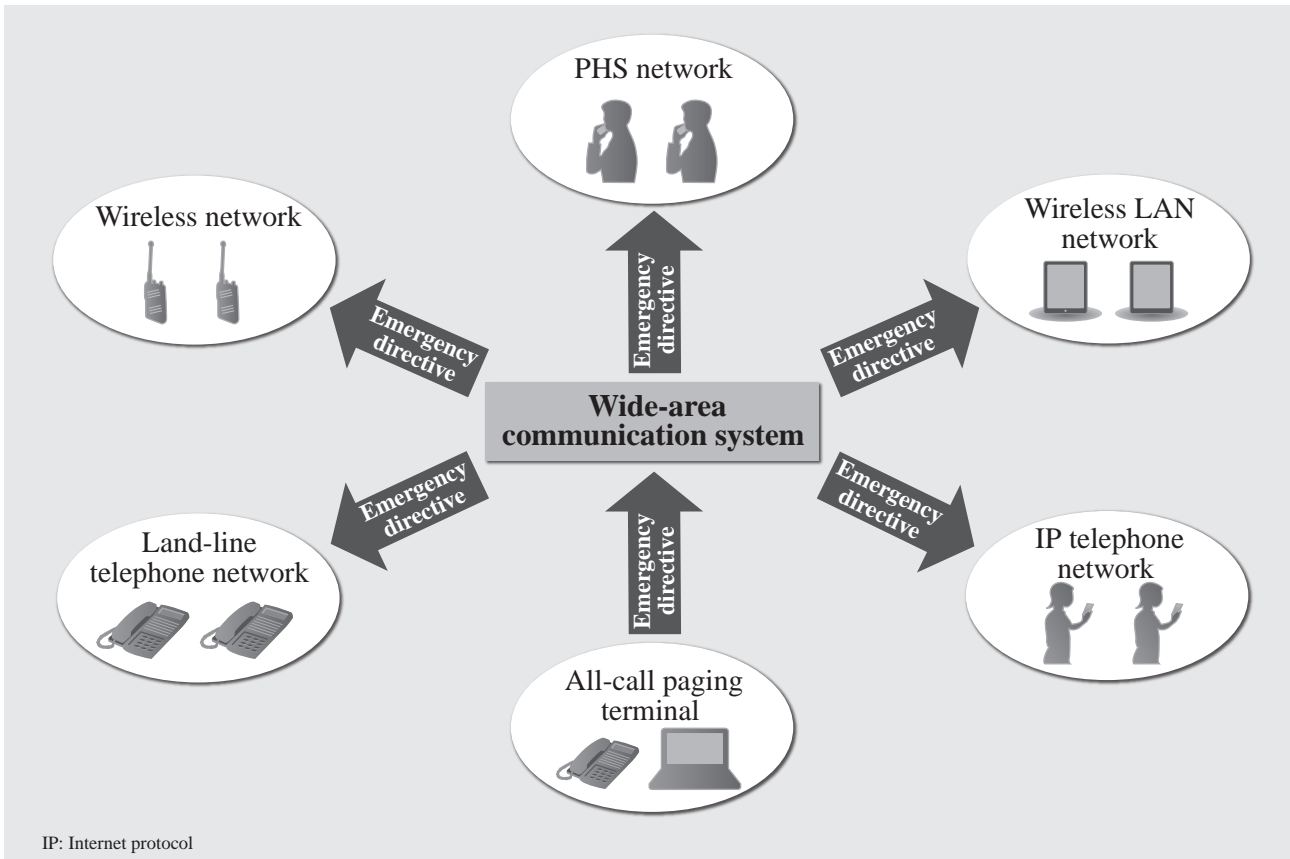 PHS network
Wireless network
Wireless LAN
network
Emergency
directive
Emergency
directive
Emergency
directive
Wide-area
communication system
Emergency
directive
Emergency
directive
Emergency
directive
Land-line
telephone network
IP telephone
network
All-call paging
terminal
IP: Internet protocol